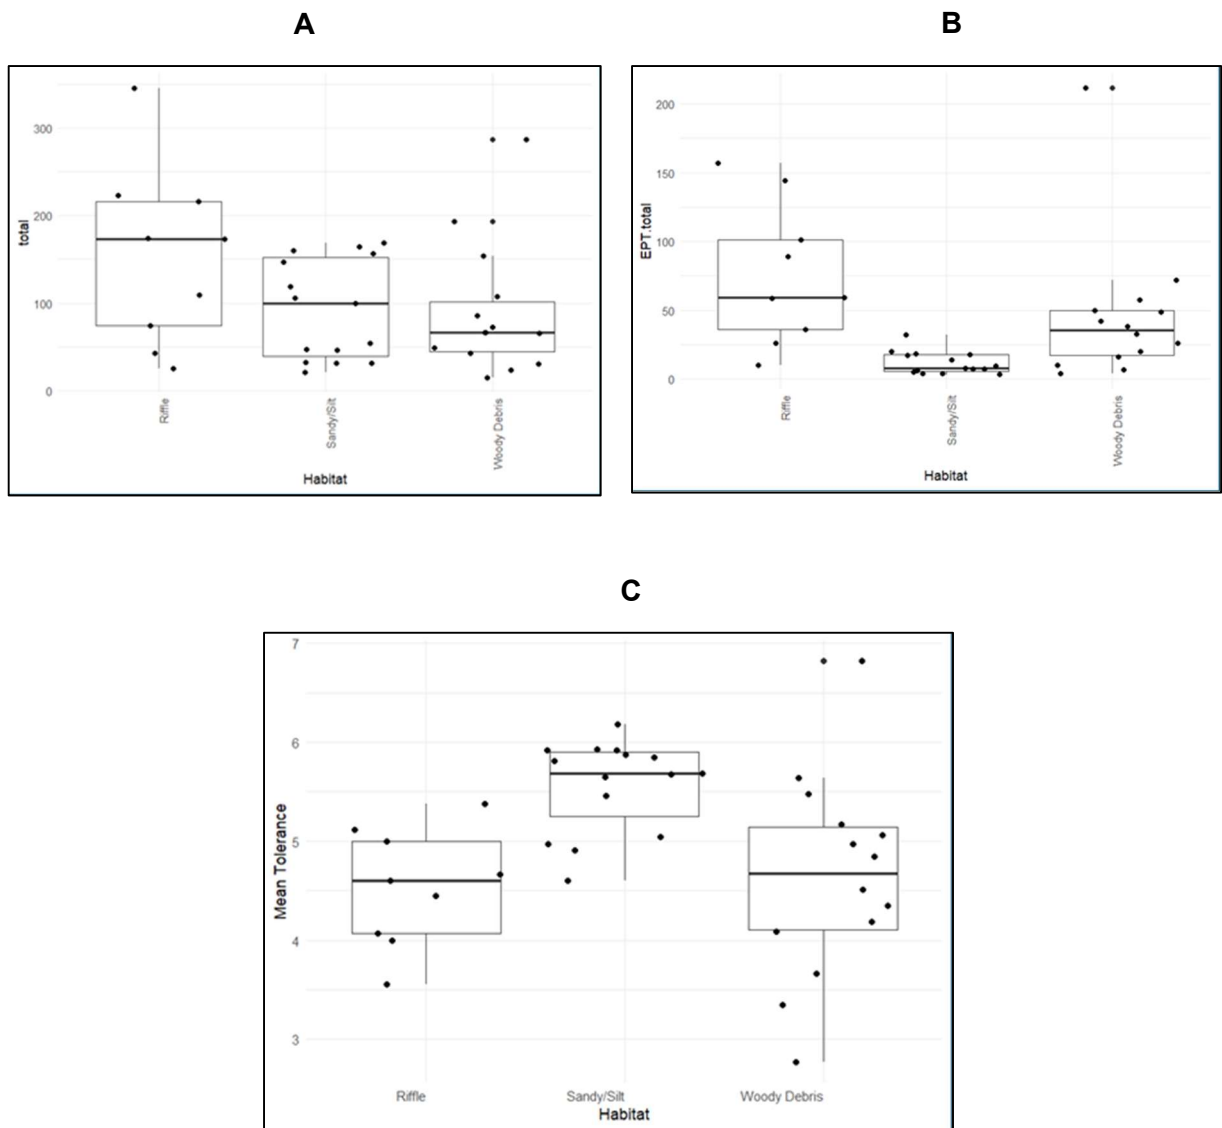 A
B
total
300
200
100
0
Riffle
Sandy/Silt
Woody Debris
Habitat
EPT.total
200
150
100
50
0
Riffle
Sandy/Silt
Woody Debris
Habitat
C
Mean Tolerance
7
6
5
4
3
Riffle
Sandy/Silt
Woody Debris
Habitat